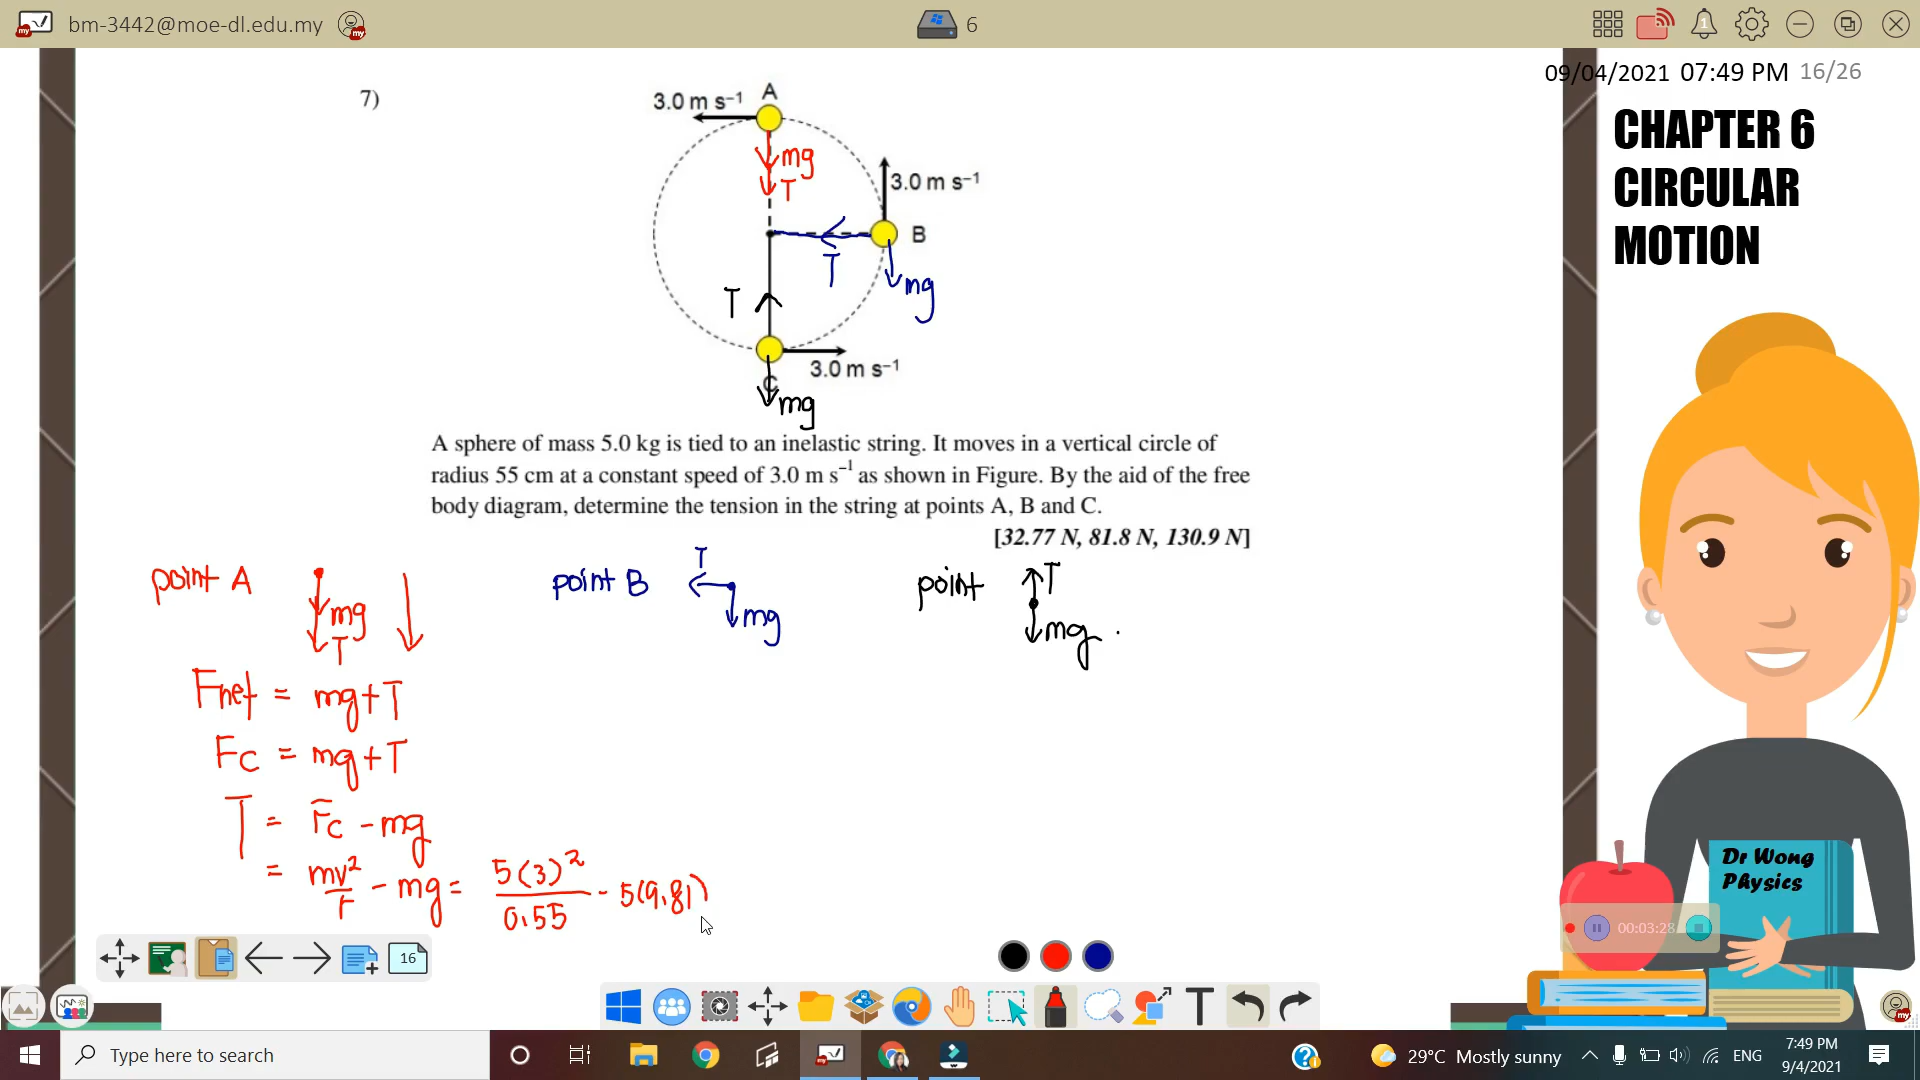 bm-3442@moe-dl.edu.my
6
1
09/04/2021 07:49 PM 16/26
CHAPTER 6
CIRCULAR
MOTION
7)
3.0 m s⁻¹
A
mg
T
3.0 m s⁻¹
B
T
mg
T
3.0 m s⁻¹
C
mg
A sphere of mass 5.0 kg is tied to an inelastic string. It moves in a vertical circle of
radius 55 cm at a constant speed of 3.0 m s⁻¹ as shown in Figure. By the aid of the free
body diagram, determine the tension in the string at points A, B and C.
[32.77 N, 81.8 N, 130.9 N]
point A
mg
T
Fnet = mg+T
Fc = mg+T
T = Fc - mg
= mv²/r - mg = 5(3)²/0.55 - 5(9.81)
point B
T
mg
point
T
mg
Dr Wong
Physics
00:03:28
16
T
Type here to search
29°C Mostly sunny
ENG
7:49 PM
9/4/2021